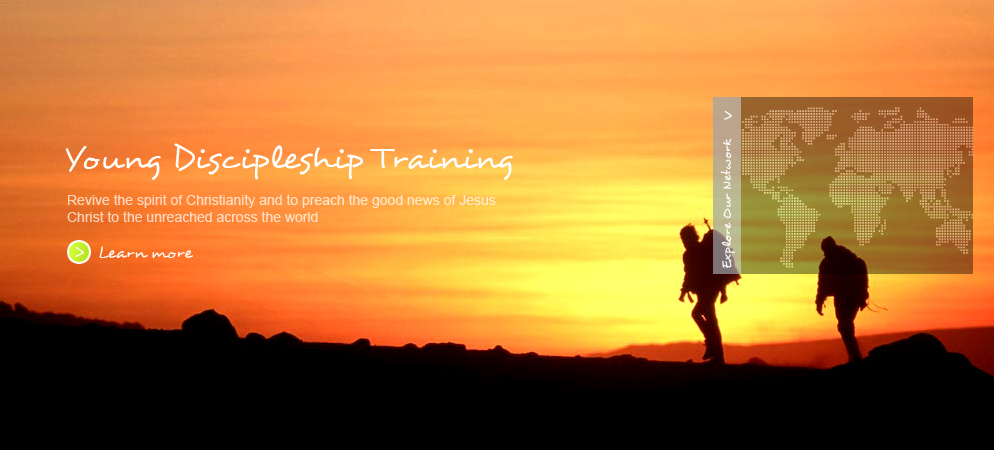 Young Discipleship Training
Revive the spirit of Christianity and to preach the good news of Jesus
Christ to the unreached across the world
> Learn more
Explore Our Network >